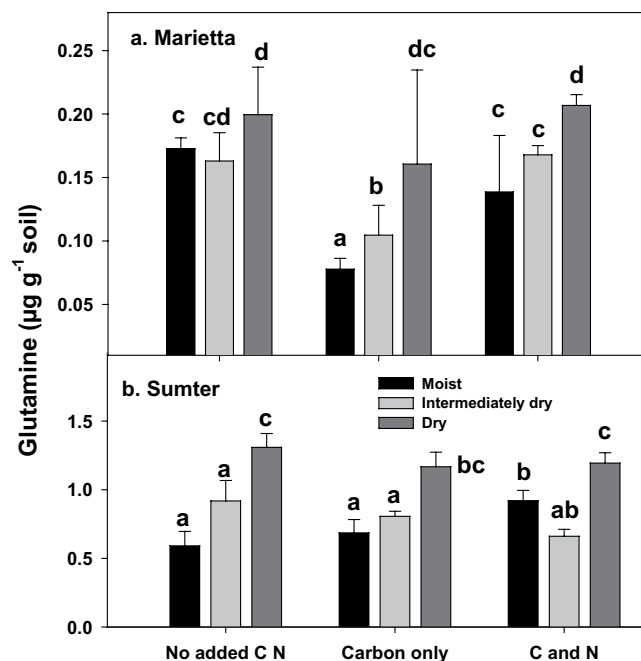 a. Marietta
0.25
0.20
0.15
0.10
0.05
c
cd
d
a
b
dc
c
c
d
Glutamine (µg g-1 soil)
b. Sumter
Moist
Intermediately dry
Dry
1.5
1.0
0.5
0.0
a
a
c
a
a
bc
b
ab
c
No added C N
Carbon only
C and N